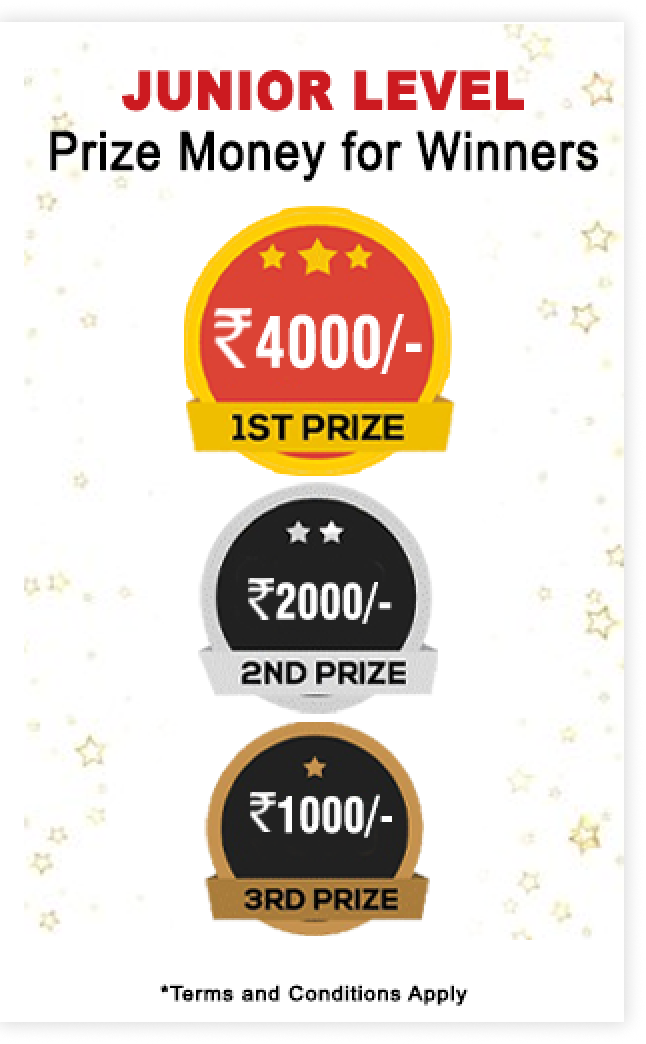 JUNIOR LEVEL
Prize Money for Winners
₹4000/-
1ST PRIZE
₹2000/-
2ND PRIZE
₹1000/-
3RD PRIZE
*Terms and Conditions Apply